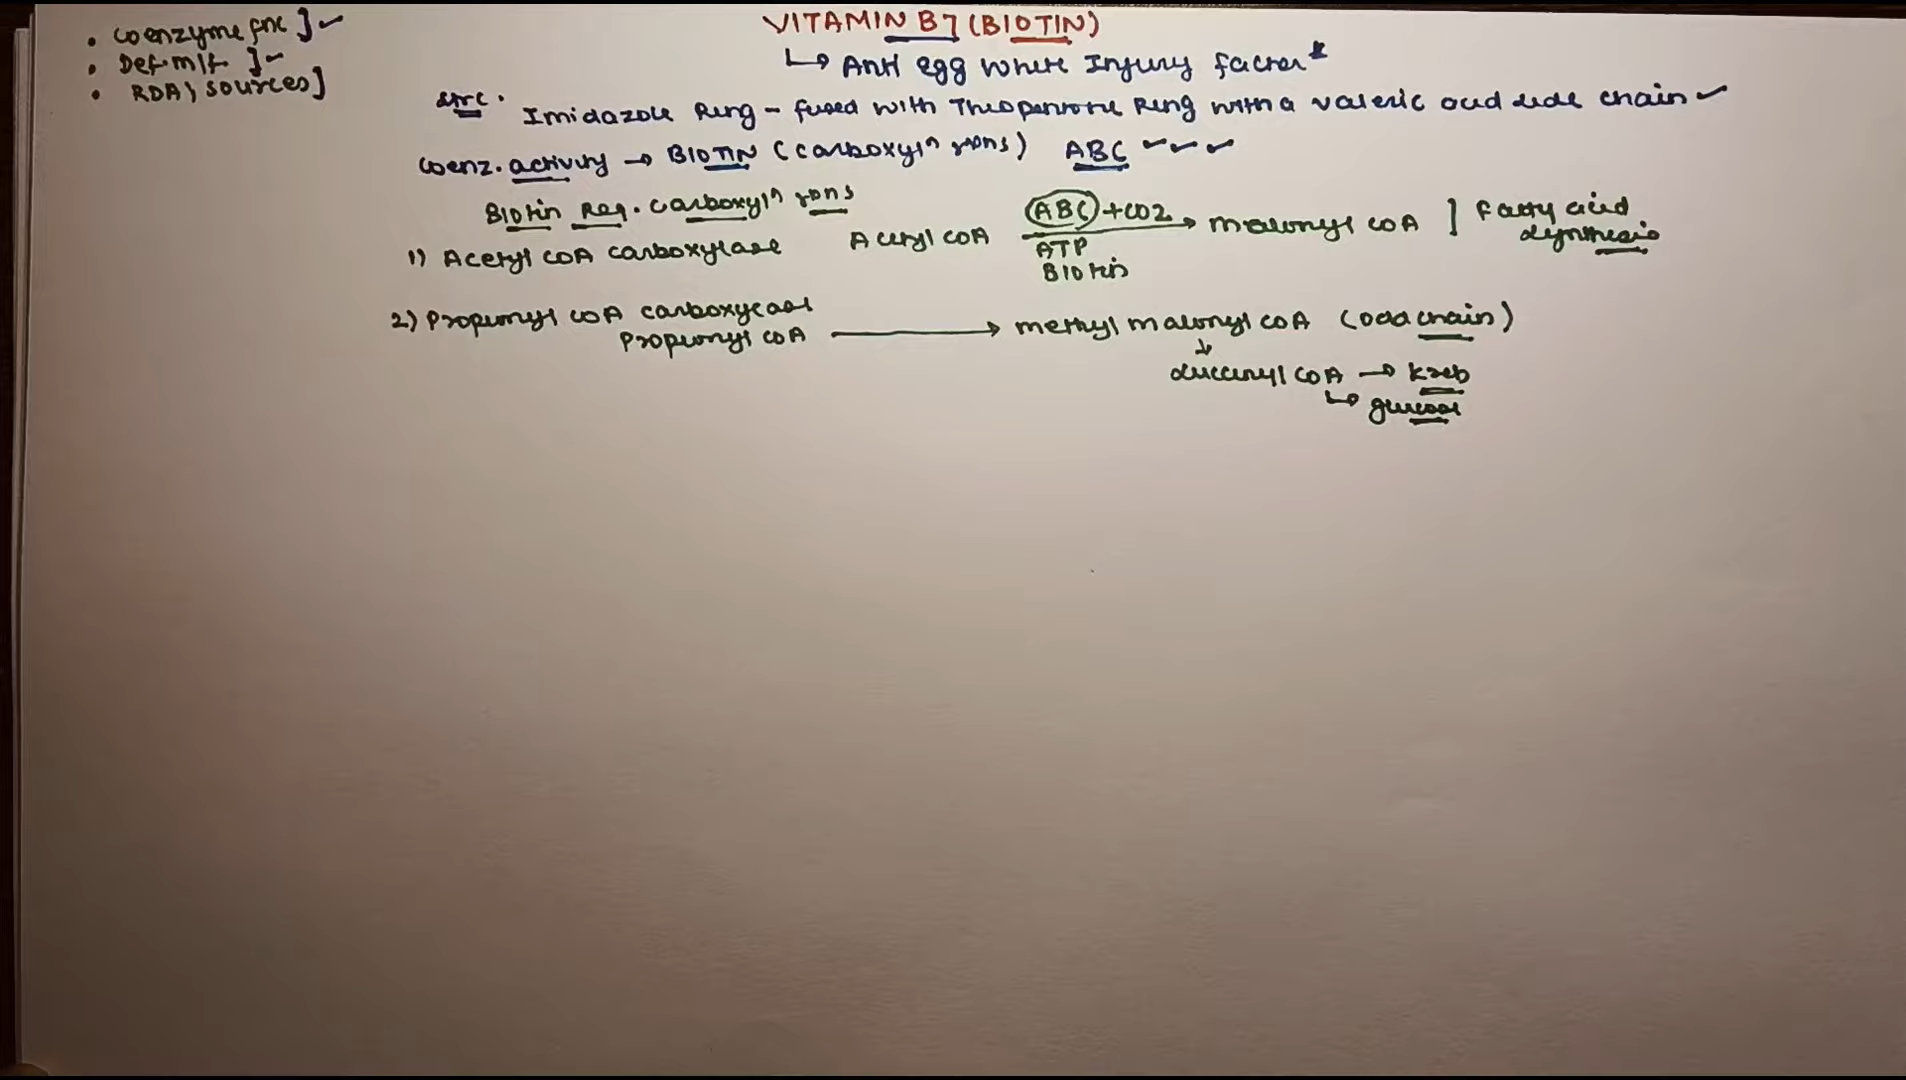 • coenzyme fnc ]✓
• Def. m/f ]✓
• RDA, sources]
VITAMIN B7 (BIOTIN)
↳ Anti egg white Injury factor*
struc. Imidazole Ring - fused with Thiopentone Ring with a valeric acid side chain ✓
coenz. activity → BIOTIN (carboxylⁿ rxns) ABC ✓ ✓ ✓
Biotin Req. carboxylⁿ rxns
1) Acetyl coA carboxylase Acetyl coA (ABC)+CO2 → malonyl coA ] Fatty acid synthesis
ATP
Biotin
2) Propionyl coA carboxylase
Propionyl coA → methyl malonyl coA (odd chain)
↓
succinyl coA → kreb
↳ glucose